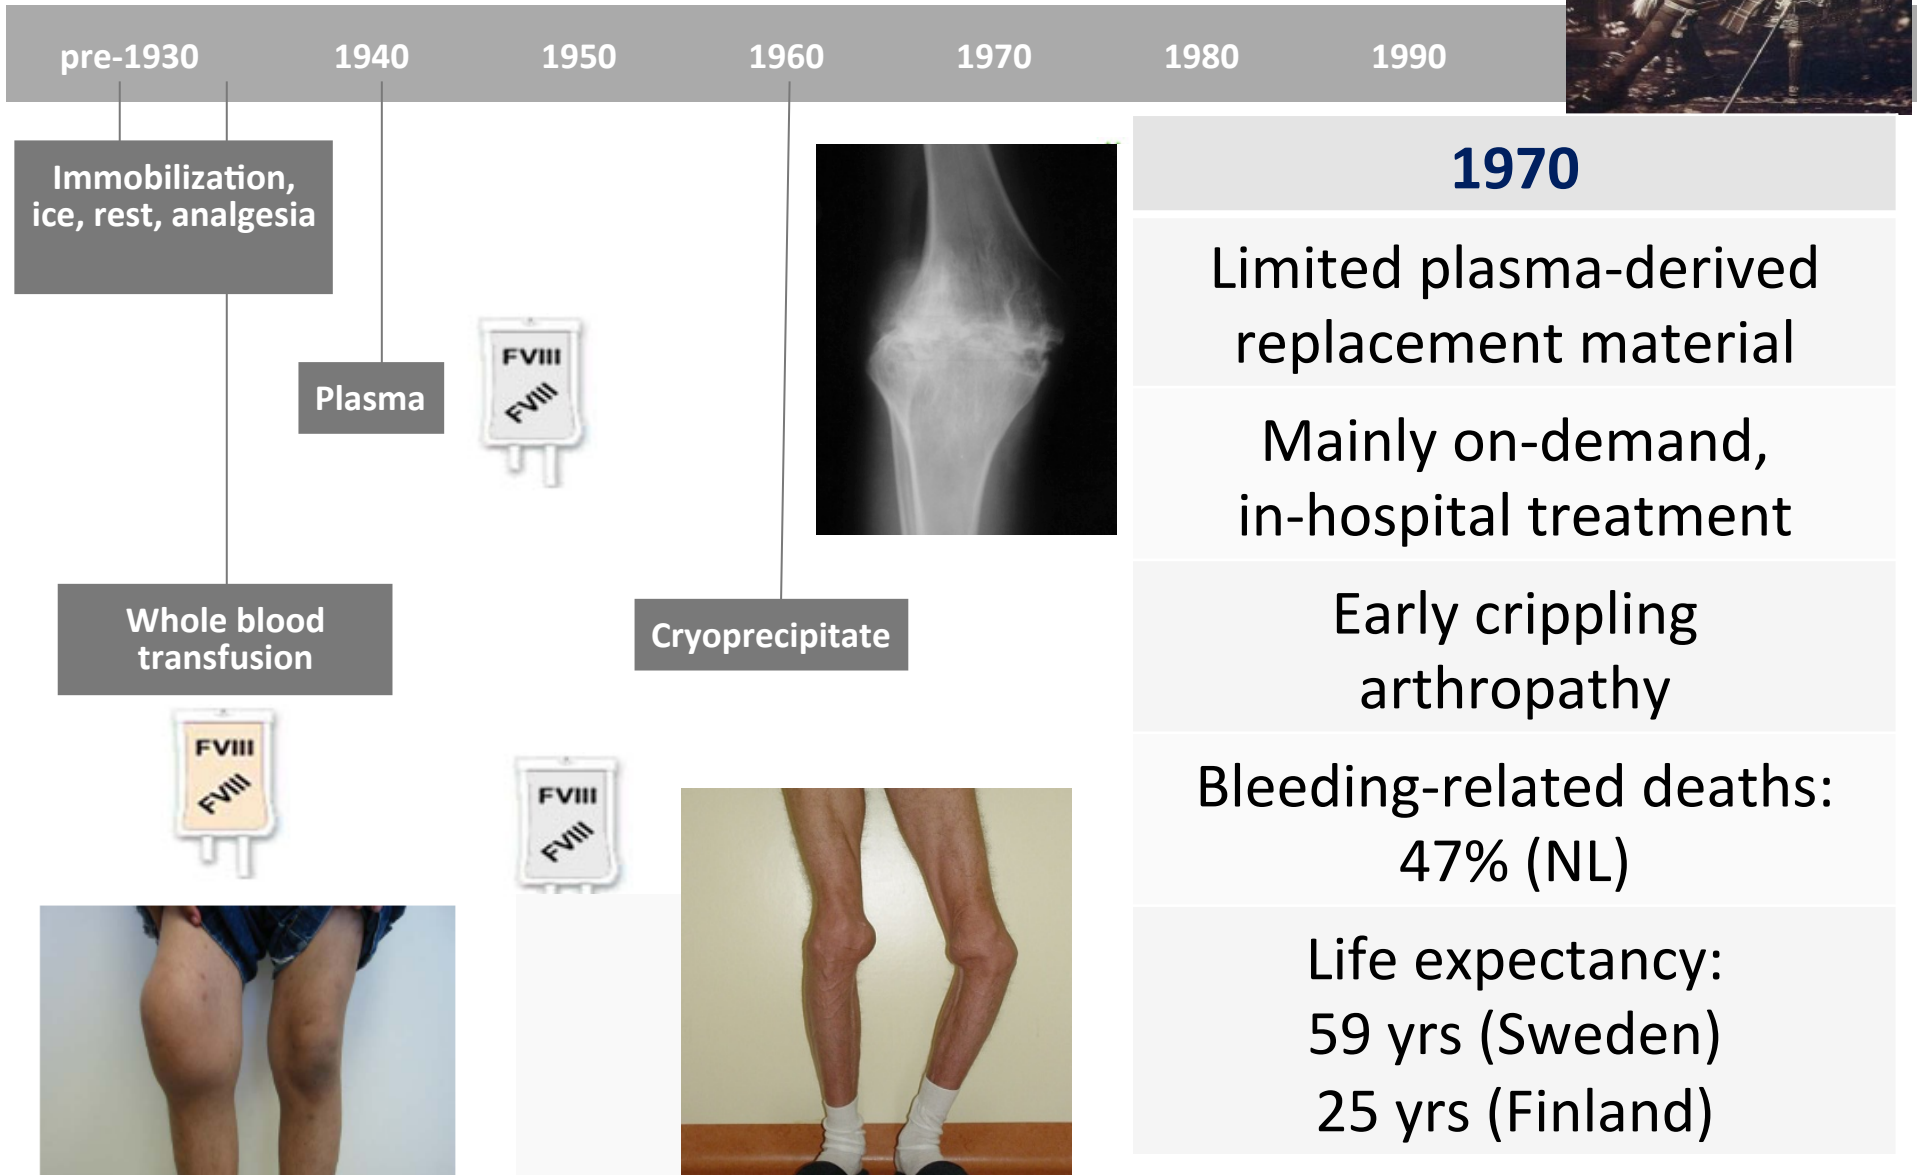 pre-1930 1940 1950 1960 1970 1980 1990
Immobilization,
ice, rest, analgesia
Plasma
FVIII
FVIII
Whole blood
transfusion
Cryoprecipitate
FVIII
FVIII
FVIII
FVIII
1970
Limited plasma-derived
replacement material
Mainly on-demand,
in-hospital treatment
Early crippling
arthropathy
Bleeding-related deaths:
47% (NL)
Life expectancy:
59 yrs (Sweden)
25 yrs (Finland)